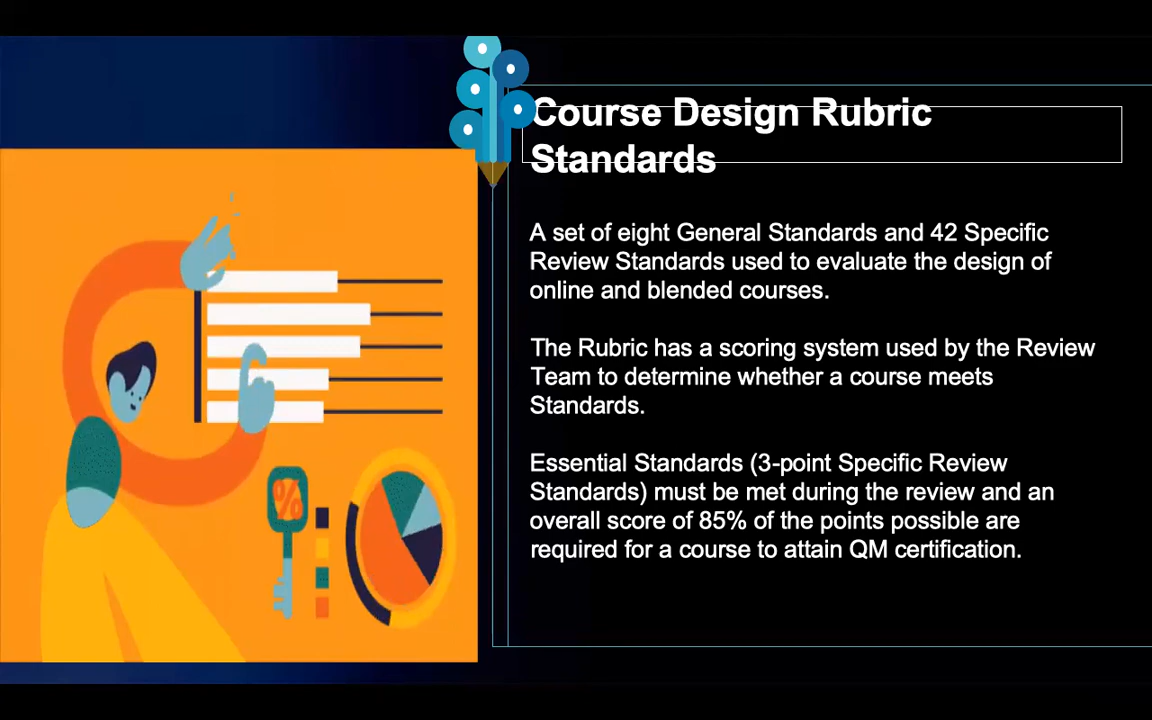 Course Design Rubric
Standards
A set of eight General Standards and 42 Specific
Review Standards used to evaluate the design of
online and blended courses.
The Rubric has a scoring system used by the Review
Team to determine whether a course meets
Standards.
Essential Standards (3-point Specific Review
Standards) must be met during the review and an
overall score of 85% of the points possible are
required for a course to attain QM certification.
%